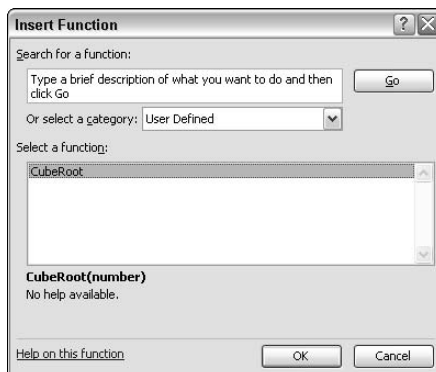 Insert Function
Search for a function:
Type a brief description of what you want to do and then
click Go
Go
Or select a category: User Defined
Select a function:
CubeRoot
CubeRoot(number)
No help available.
Help on this function
OK
Cancel